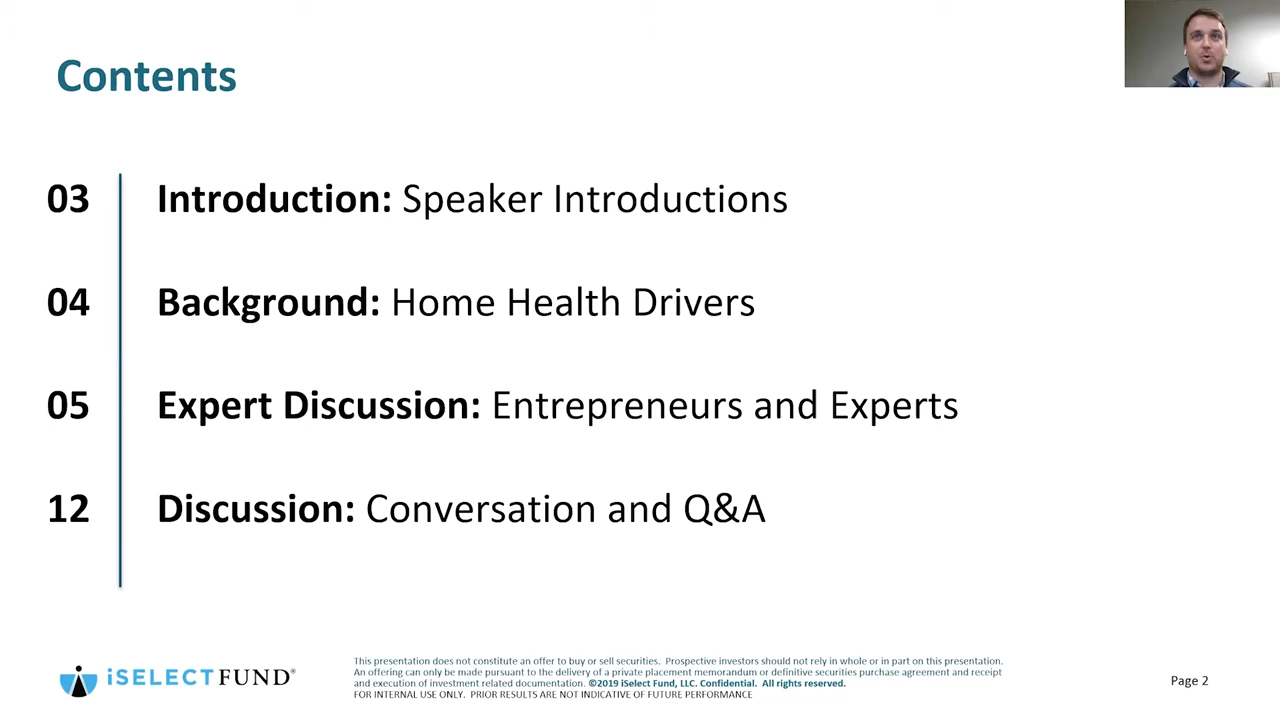 Contents
03 Introduction: Speaker Introductions
04 Background: Home Health Drivers
05 Expert Discussion: Entrepreneurs and Experts
12 Discussion: Conversation and Q&A
iSELECTFUND®
This presentation does not constitute an offer to buy or sell securities. Prospective investors should not rely in whole or in part on this presentation.
An offering can only be made pursuant to the delivery of a private placement memorandum or definitive securities purchase agreement and receipt
and execution of investment related documentation. ©2019 iSelect Fund, LLC. Confidential. All rights reserved.
FOR INTERNAL USE ONLY. PRIOR RESULTS ARE NOT INDICATIVE OF FUTURE PERFORMANCE
Page 2